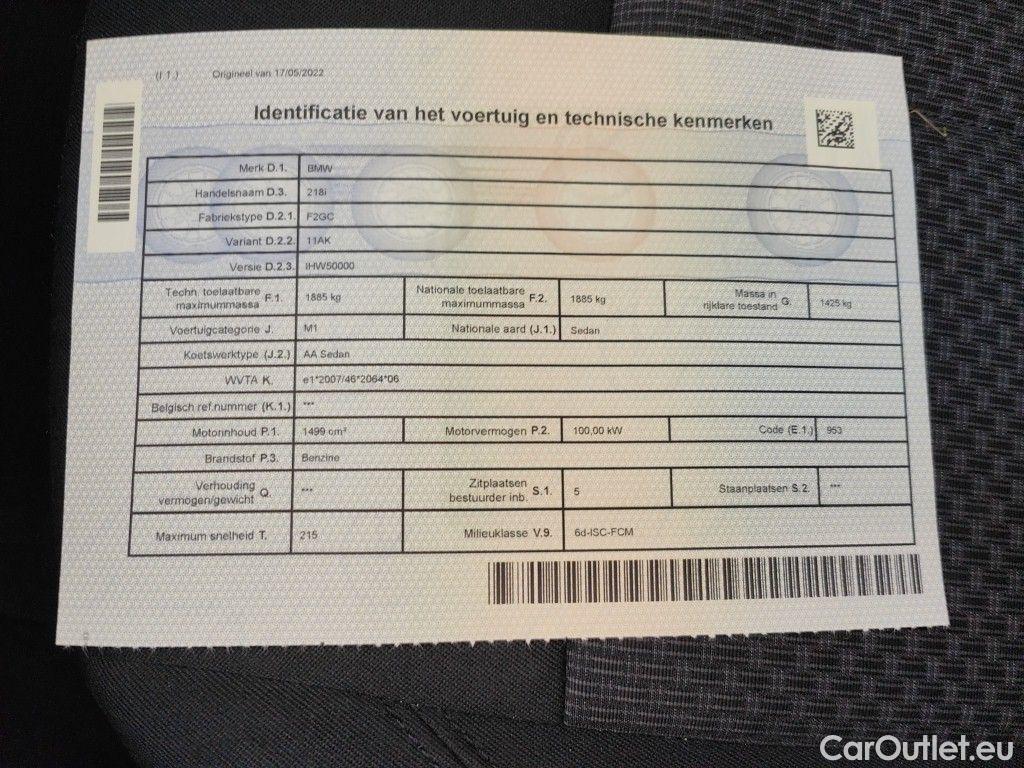 (I 1.) Origineel van 17/05/2022
Identificatie van het voertuig en technische kenmerken
Merk D.1. BMW
Handelsnaam D.3. 218i
Fabriekstype D.2.1. F2GC
Variant D.2.2. 11AK
Versie D.2.3. IHW50000
Techn. toelaatbare maximummassa F.1. 1885 kg Nationale toelaatbare maximummassa F.2. 1885 kg Massa in rijklare toestand G. 1425 kg
Voertuigcategorie J. M1 Nationale aard (J.1.) Sedan
Koetswerktype (J.2.) AA Sedan
WVTA K. e1*2007/46*2064*06
Belgisch ref.nummer (K.1.) ***
Motorinhoud P.1. 1499 cm³ Motorvermogen P.2. 100,00 kW Code (E.1.) 953
Brandstof P.3. Benzine
Verhouding vermogen/gewicht Q. *** Zitplaatsen bestuurder inb. S.1. 5 Staanplaatsen S.2. ***
Maximum snelheid T. 215 Milieuklasse V.9. 6d-ISC-FCM
CarOutlet.eu